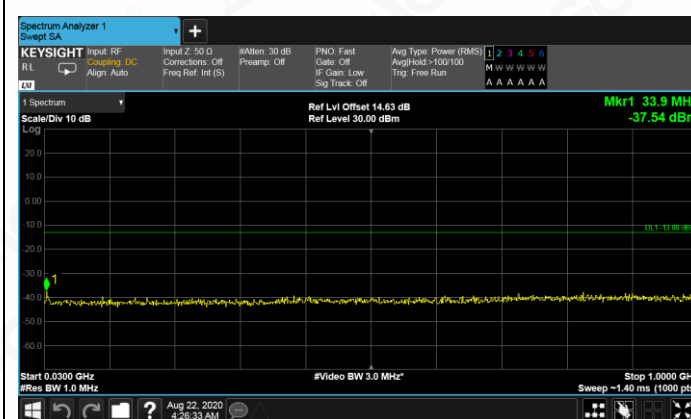 Spectrum Analyzer 1
Swept SA
+
KEYSIGHT Input: RF Input Z: 50 Ω #Atten: 30 dB PNO: Fast Avg Type: Power (RMS) 1 2 3 4 5 6
RL Coupling: DC Corrections: Off Preamp: Off Gate: Off Avg|Hold:>100/100 M W W W W W
Align: Auto Freq Ref: Int (S) IF Gain: Low Trig: Free Run
LXI Sig Track: Off A A A A A A
1 Spectrum Ref Lvl Offset 14.63 dB Mkr1 33.9 MH
Scale/Div 10 dB Ref Level 30.00 dBm -37.54 dBr
Log
20.0
10.0
0.00
-10.0
DL1 -13.00 dB
-20.0
-30.0
1
-40.0
-50.0
-60.0
Start 0.0300 GHz #Video BW 3.0 MHz* Stop 1.0000 GH
#Res BW 1.0 MHz Sweep ~1.40 ms (1000 pts
? Aug 22, 2020
4:26:33 AM